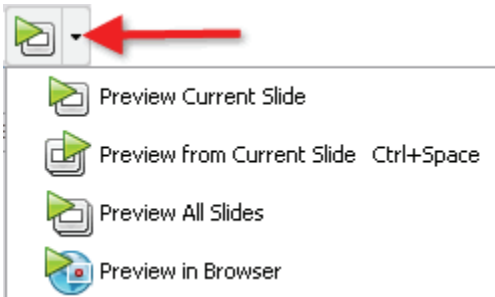 Preview Current Slide
Preview from Current Slide Ctrl+Space
Preview All Slides
Preview in Browser